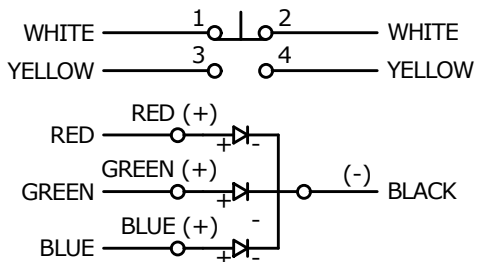 WHITE 1 2 WHITE
YELLOW 3 4 YELLOW
RED (+)
RED + -
GREEN (+) (-)
GREEN + BLACK
BLUE (+) -
BLUE + -